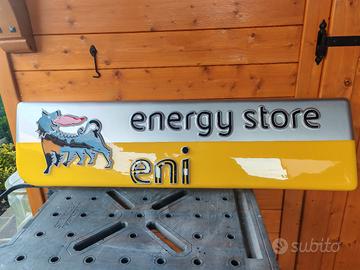 energy store
eni
subito